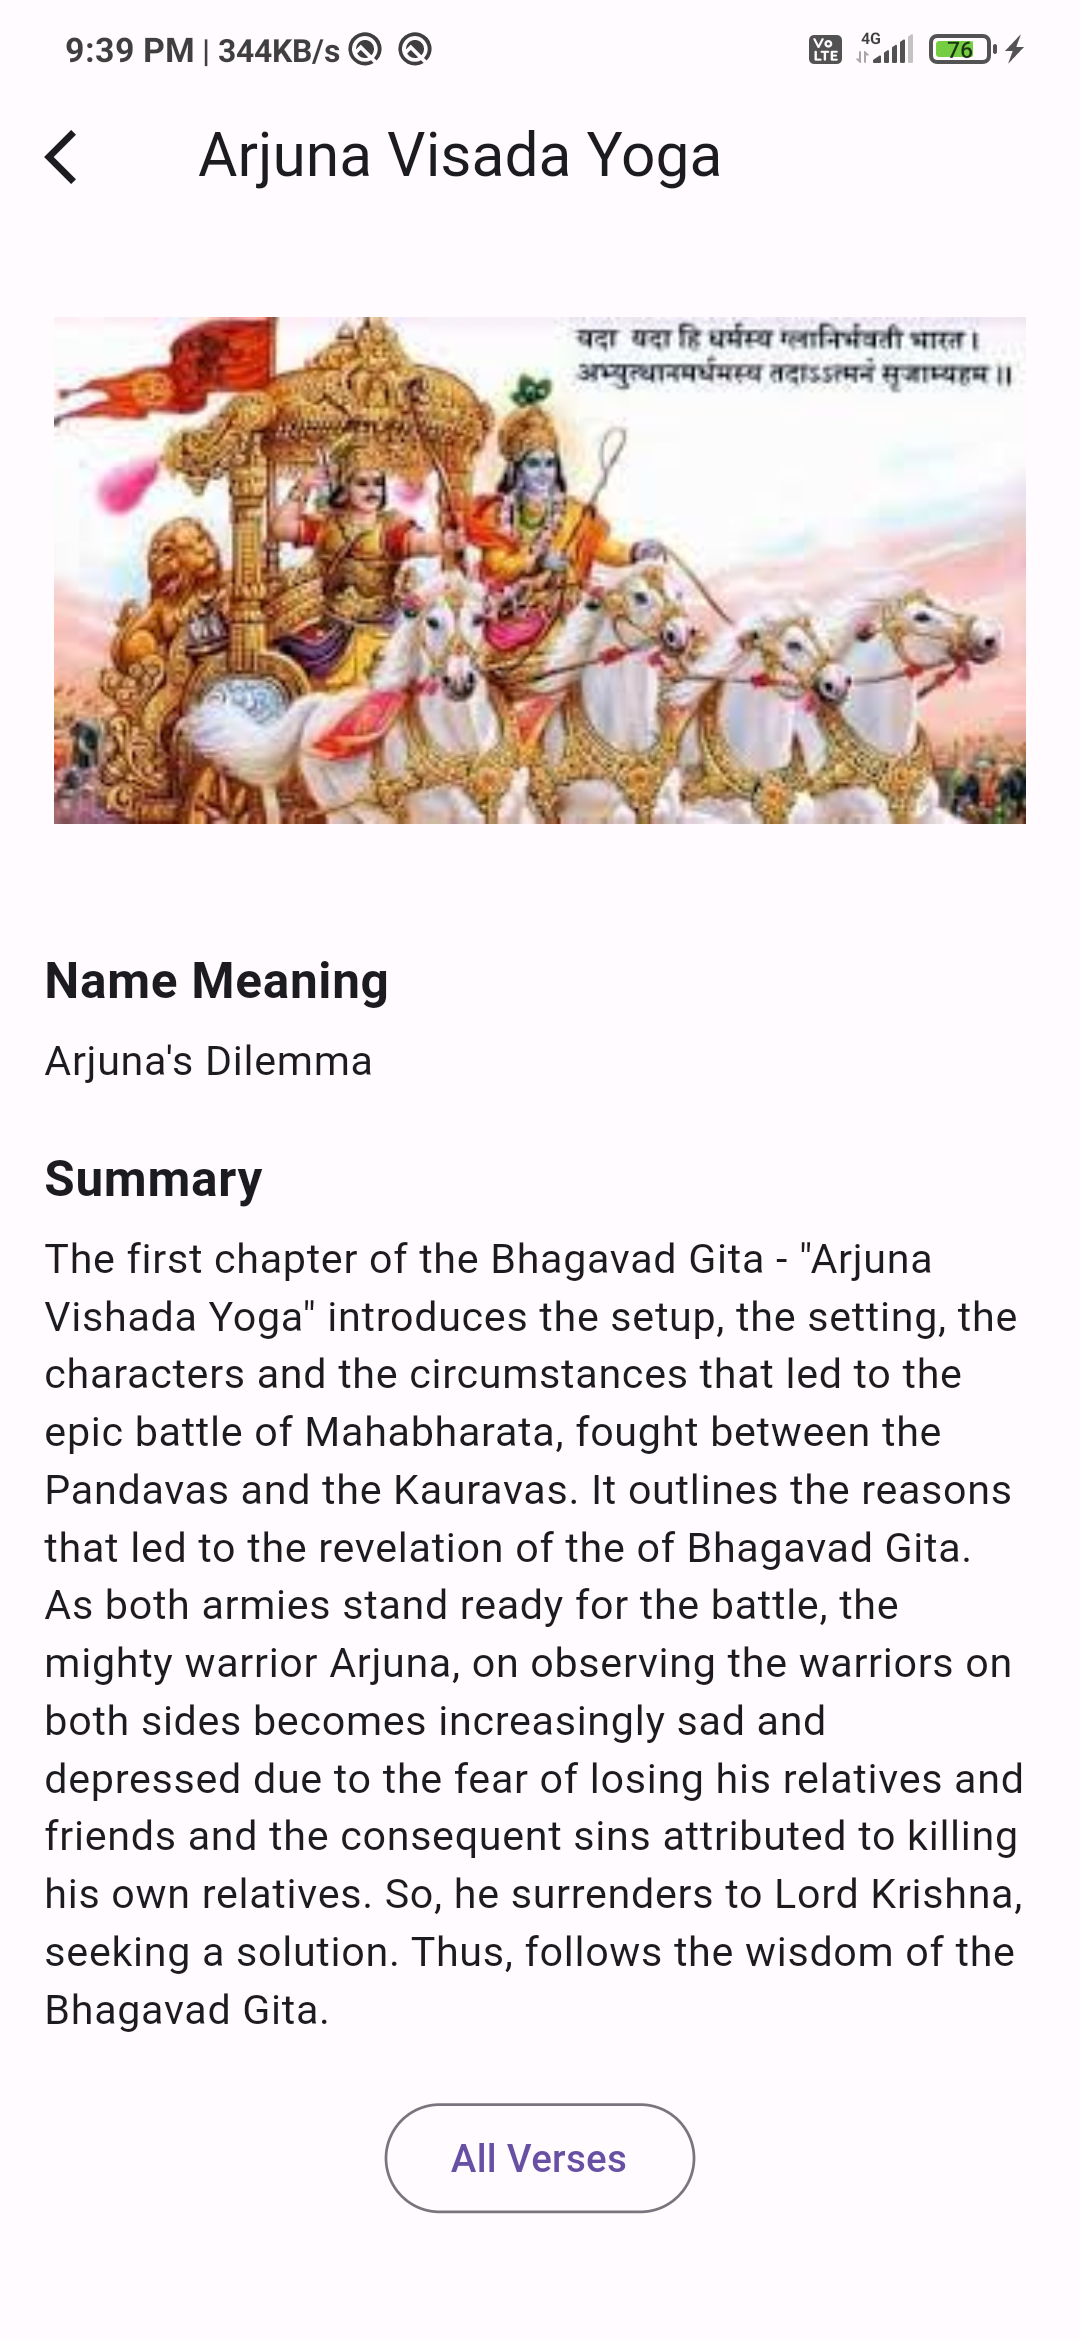 9:39 PM | 344KB/s
Vo LTE
4G
76
Arjuna Visada Yoga
यदा यदा हि धर्मस्य ग्लानिर्भवती भारत।
अभ्युत्थानमर्धमस्य तदाऽऽत्मनं सृजाम्यहम॥
Name Meaning
Arjuna's Dilemma
Summary
The first chapter of the Bhagavad Gita - "Arjuna
Vishada Yoga" introduces the setup, the setting, the
characters and the circumstances that led to the
epic battle of Mahabharata, fought between the
Pandavas and the Kauravas. It outlines the reasons
that led to the revelation of the of Bhagavad Gita.
As both armies stand ready for the battle, the
mighty warrior Arjuna, on observing the warriors on
both sides becomes increasingly sad and
depressed due to the fear of losing his relatives and
friends and the consequent sins attributed to killing
his own relatives. So, he surrenders to Lord Krishna,
seeking a solution. Thus, follows the wisdom of the
Bhagavad Gita.
All Verses